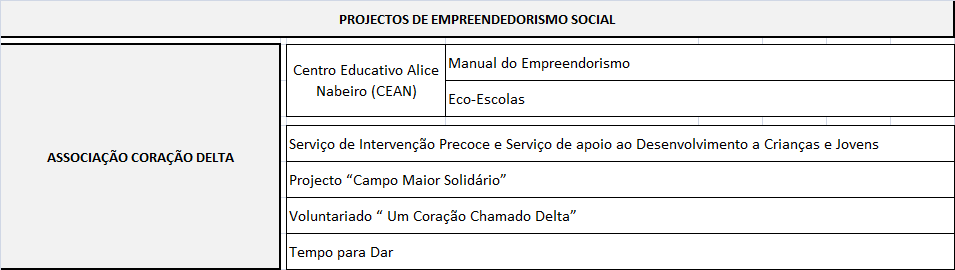 PROJECTOS DE EMPREENDEDORISMO SOCIAL
ASSOCIAÇÃO CORAÇÃO DELTA
Centro Educativo Alice
Nabeiro (CEAN)
Manual do Empreendorismo
Eco-Escolas
Serviço de Intervenção Precoce e Serviço de apoio ao Desenvolvimento a Crianças e Jovens
Projecto “Campo Maior Solidário”
Voluntariado “ Um Coração Chamado Delta”
Tempo para Dar